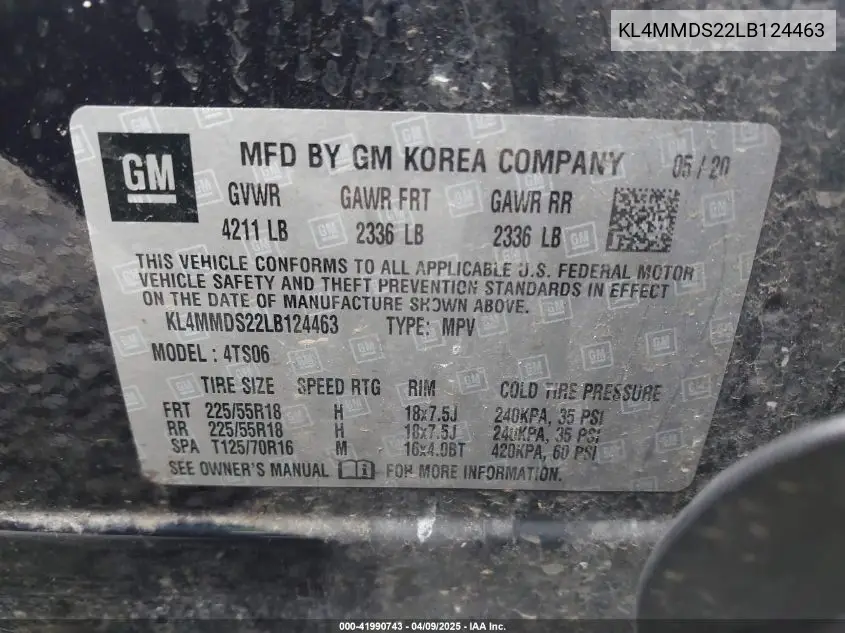 KL4MMDS22LB124463
GM
MFD BY GM KOREA COMPANY 05/20
GVWR GAWR FRT GAWR RR
4211 LB 2336 LB 2336 LB
THIS VEHICLE CONFORMS TO ALL APPLICABLE U.S. FEDERAL MOTOR
VEHICLE SAFETY AND THEFT PREVENTION STANDARDS IN EFFECT
ON THE DATE OF MANUFACTURE SHOWN ABOVE.
KL4MMDS22LB124463 TYPE: MPV
MODEL : 4TS06
TIRE SIZE SPEED RTG RIM COLD TIRE PRESSURE
FRT 225/55R18 H 18x7.5J 240KPA, 35 PSI
RR 225/55R18 H 18x7.5J 240KPA, 35 PSI
SPA T125/70R16 M 16x4.0BT 420KPA, 60 PSI
SEE OWNER'S MANUAL FOR MORE INFORMATION.
000-41990743 - 04/09/2025 - IAA Inc.